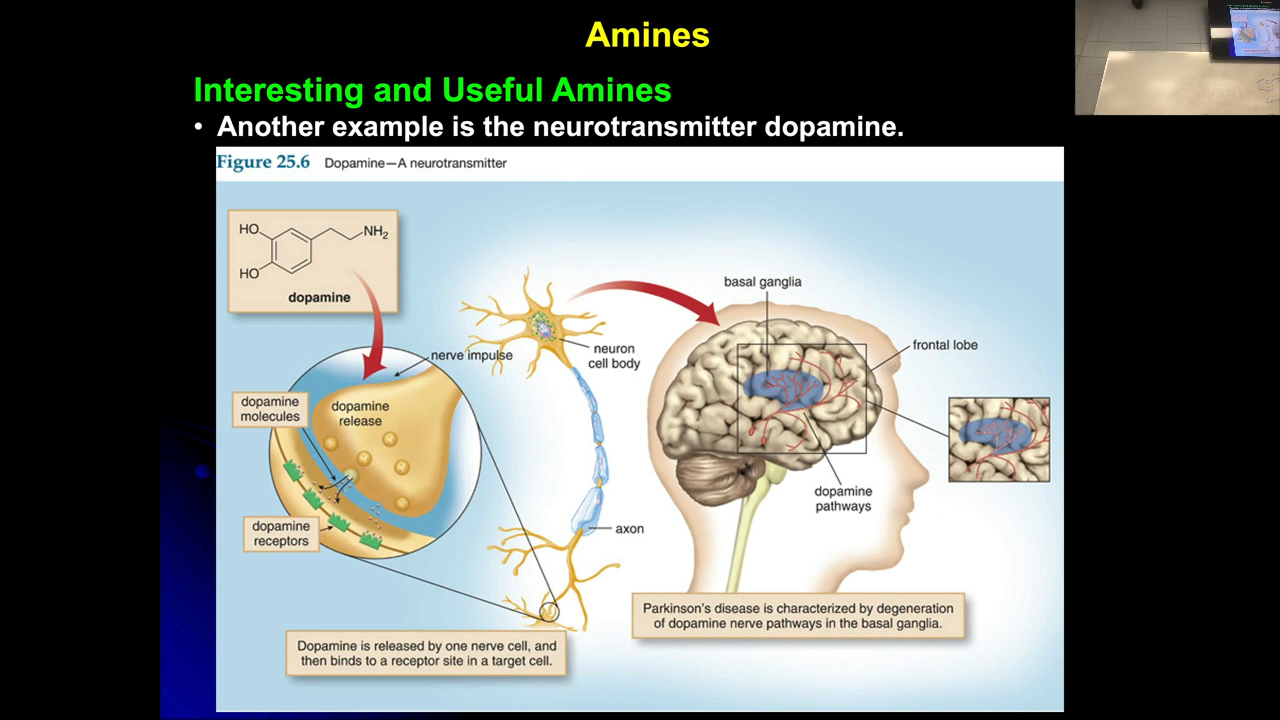 Amines
Interesting and Useful Amines
• Another example is the neurotransmitter dopamine.
Figure 25.6 Dopamine—A neurotransmitter
HO
NH₂
HO
dopamine
nerve impulse
dopamine
molecules
dopamine
release
dopamine
receptors
neuron
cell body
axon
basal ganglia
frontal lobe
dopamine
pathways
Dopamine is released by one nerve cell, and
then binds to a receptor site in a target cell.
Parkinson's disease is characterized by degeneration
of dopamine nerve pathways in the basal ganglia.